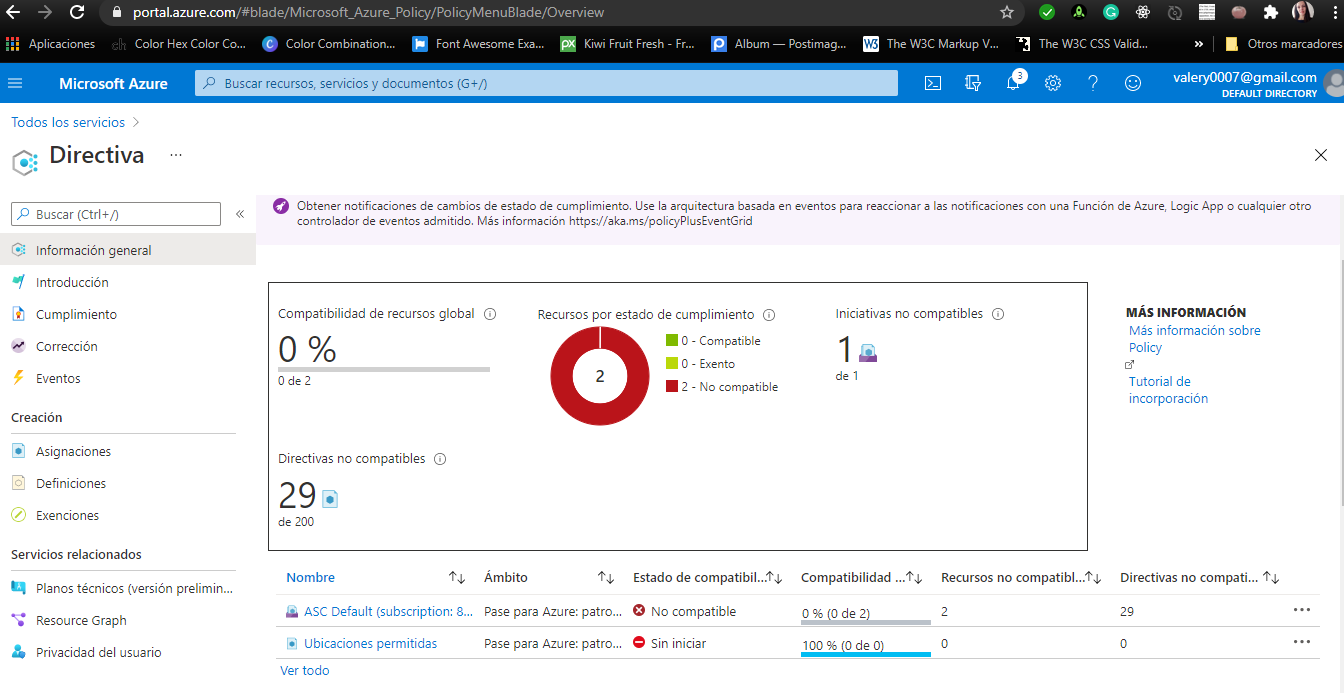 portal.azure.com/#blade/Microsoft_Azure_Policy/PolicyMenuBlade/Overview
Aplicaciones
ch
Color Hex Color Co...
C
Color Combination...
Font Awesome Exa...
px
Kiwi Fruit Fresh - Fr...
P
Album — Postimag...
W3
The W3C Markup V...
The W3C CSS Valid...
»
Otros marcadores
Microsoft Azure
Buscar recursos, servicios y documentos (G+/)
3
valery0007@gmail.com
DEFAULT DIRECTORY
Todos los servicios >
Directiva
...
Buscar (Ctrl+/)
«
Información general
Introducción
Cumplimiento
Corrección
Eventos
Creación
Asignaciones
Definiciones
Exenciones
Servicios relacionados
Planos técnicos (versión prelimin...
Resource Graph
Privacidad del usuario
Obtener notificaciones de cambios de estado de cumplimiento. Use la arquitectura basada en eventos para reaccionar a las notificaciones con una Función de Azure, Logic App o cualquier otro
controlador de eventos admitido. Más información https://aka.ms/policyPlusEventGrid
Compatibilidad de recursos global
0 %
0 de 2
Recursos por estado de cumplimiento
2
0 - Compatible
0 - Exento
2 - No compatible
Iniciativas no compatibles
1
de 1
Directivas no compatibles
29
de 200
MÁS INFORMACIÓN
Más información sobre
Policy
Tutorial de
incorporación
Nombre Ámbito Estado de compatibil... Compatibilidad ... Recursos no compatibl... Directivas no compati...
ASC Default (subscription: 8... Pase para Azure: patro... No compatible 0 % (0 de 2) 2 29 ...
Ubicaciones permitidas Pase para Azure: patro... Sin iniciar 100 % (0 de 0) 0 0 ...
Ver todo